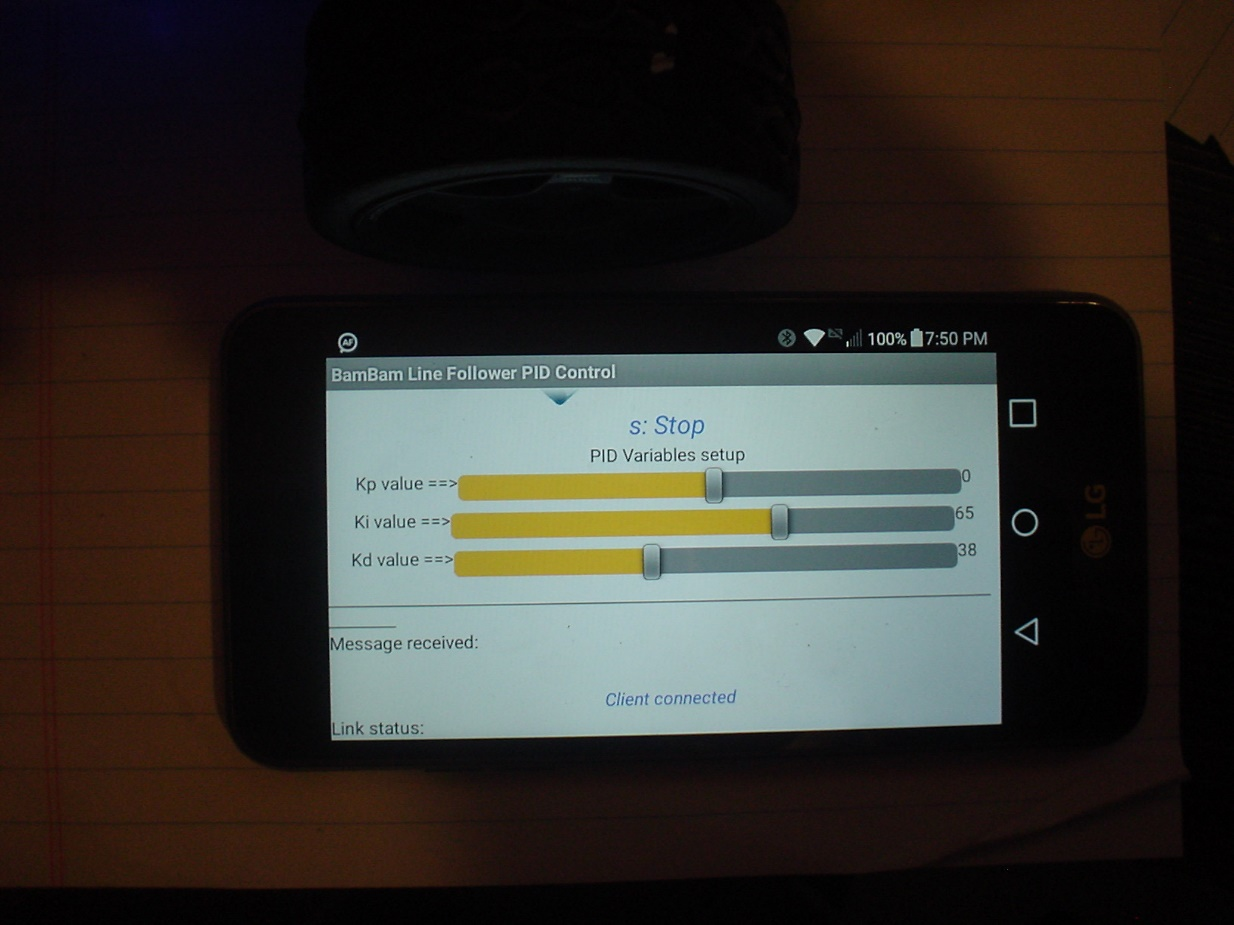 AF 100% 7:50 PM
BamBam Line Follower PID Control
s: Stop
PID Variables setup
Kp value ==> 0
Ki value ==> 65
Kd value ==> 38
Message received:
Client connected
Link status:
LG